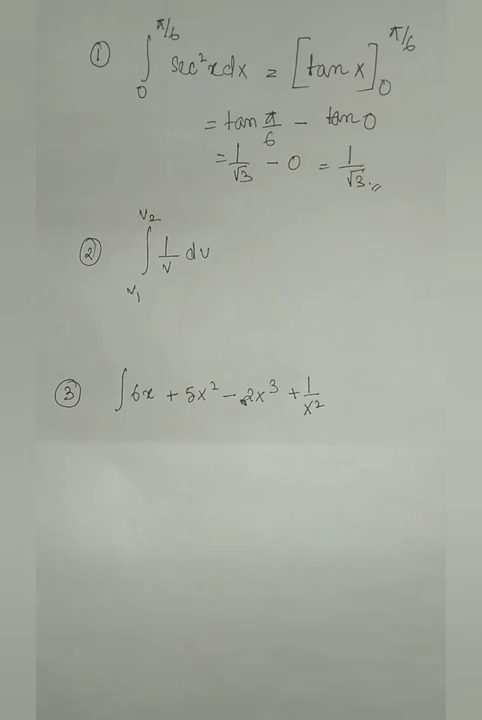 ① ∫₀^π/6 sec²x dx = [tan x]₀^π/6
= tan π/6 - tan 0
= 1/√3 - 0 = 1/√3.,,
② ∫_v₁^v₂ 1/v dv
③ ∫ 6x + 5x² - 2x³ + 1/x²